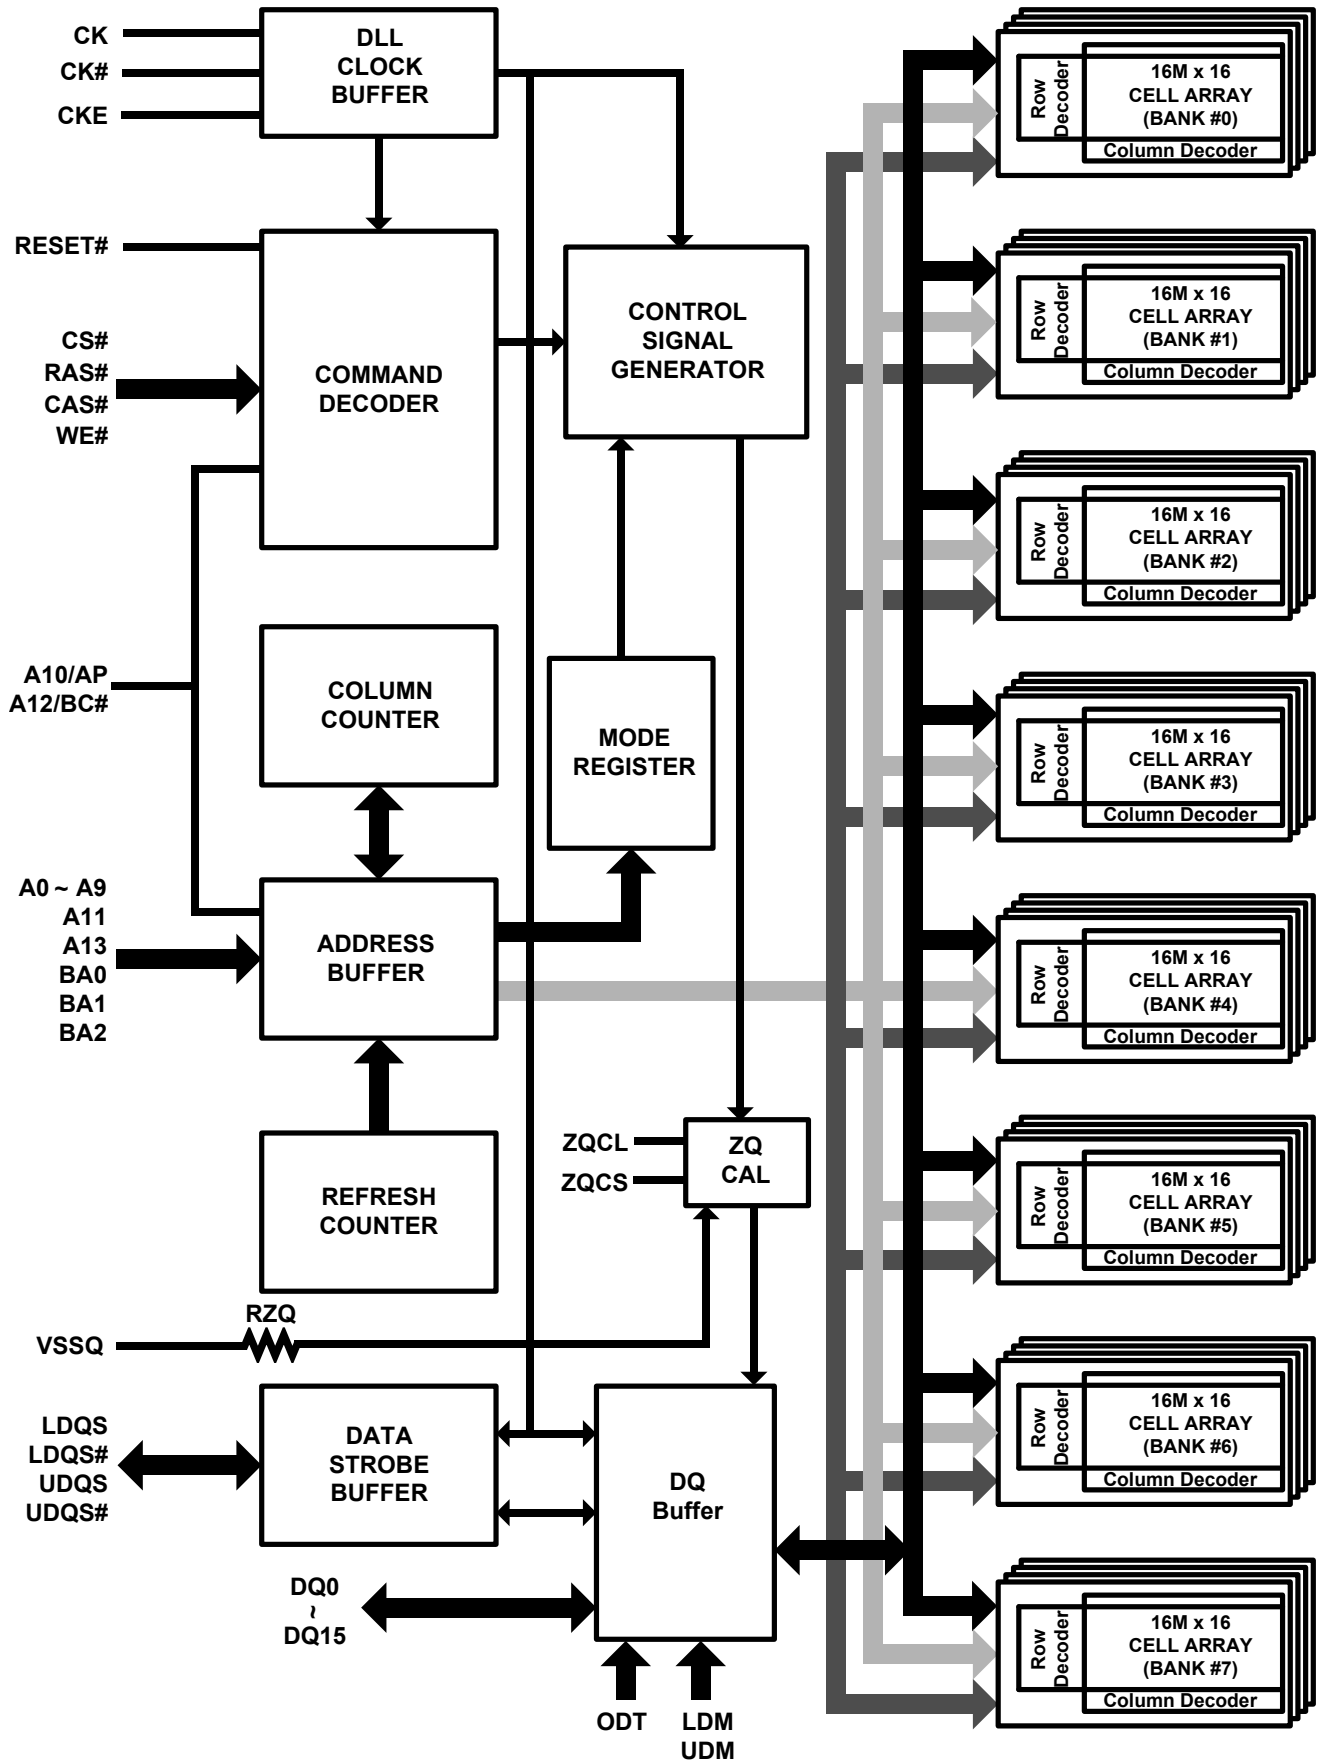 CK
CK#
CKE
DLL
CLOCK
BUFFER
RESET#
CS#
RAS#
CAS#
WE#
COMMAND
DECODER
CONTROL
SIGNAL
GENERATOR
A10/AP
A12/BC#
COLUMN
COUNTER
MODE
REGISTER
A0 ~ A9
A11
A13
BA0
BA1
BA2
ADDRESS
BUFFER
REFRESH
COUNTER
ZQCL
ZQCS
ZQ
CAL
RZQ
VSSQ
LDQS
LDQS#
UDQS
UDQS#
DATA
STROBE
BUFFER
DQ
Buffer
DQ0
~
DQ15
ODT
LDM
UDM
Row
Decoder
16M x 16
CELL ARRAY
(BANK #0)
Column Decoder
Row
Decoder
16M x 16
CELL ARRAY
(BANK #1)
Column Decoder
Row
Decoder
16M x 16
CELL ARRAY
(BANK #2)
Column Decoder
Row
Decoder
16M x 16
CELL ARRAY
(BANK #3)
Column Decoder
Row
Decoder
16M x 16
CELL ARRAY
(BANK #4)
Column Decoder
Row
Decoder
16M x 16
CELL ARRAY
(BANK #5)
Column Decoder
Row
Decoder
16M x 16
CELL ARRAY
(BANK #6)
Column Decoder
Row
Decoder
16M x 16
CELL ARRAY
(BANK #7)
Column Decoder